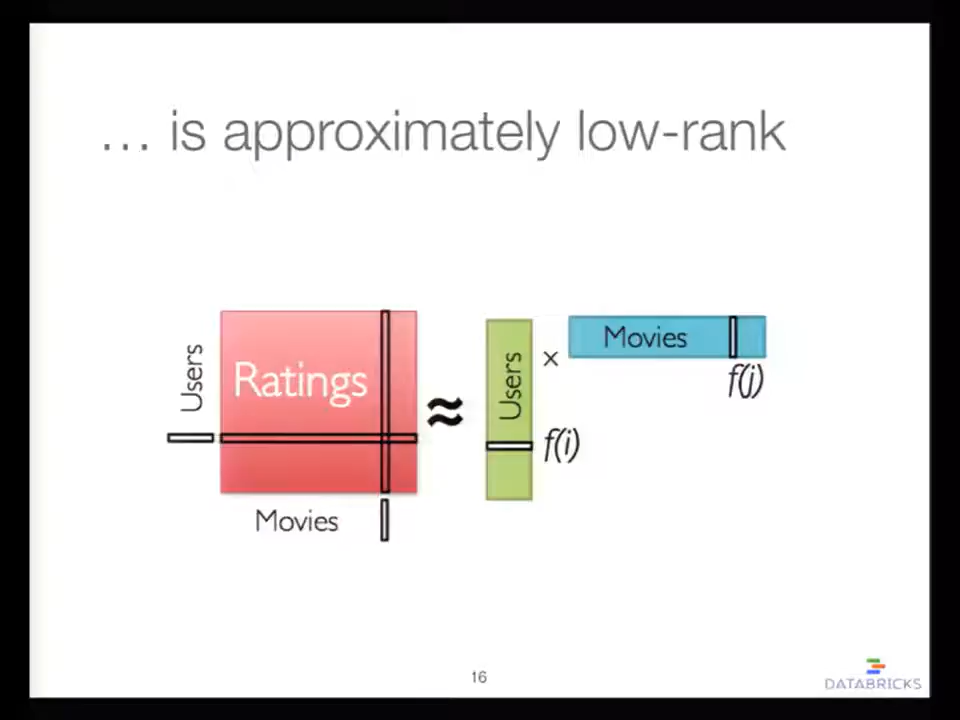 … is approximately low-rank
Users
Ratings
Movies
≈
Users
f(i)
×
Movies
f(j)
16
DATABRICKS